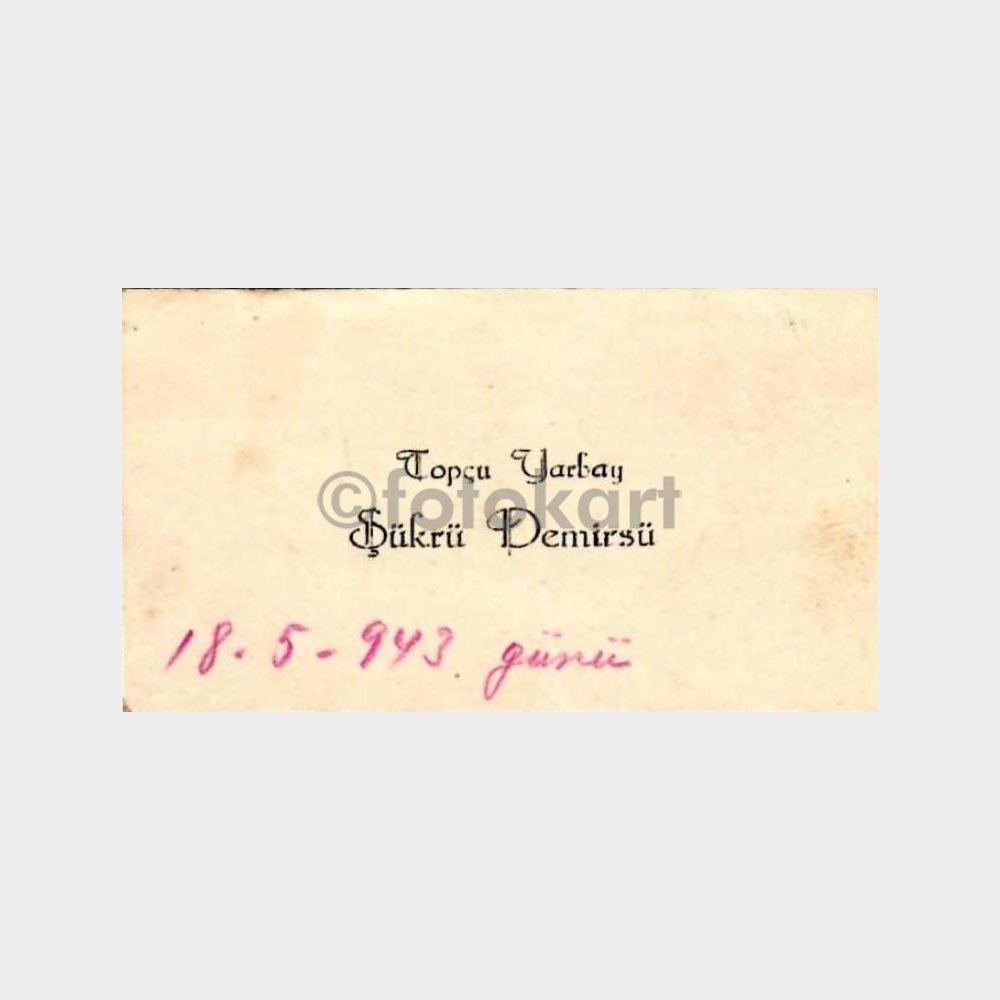 Topçu Yarbay
©fotokart
Şükrü Demirsü
18.5-943 günü